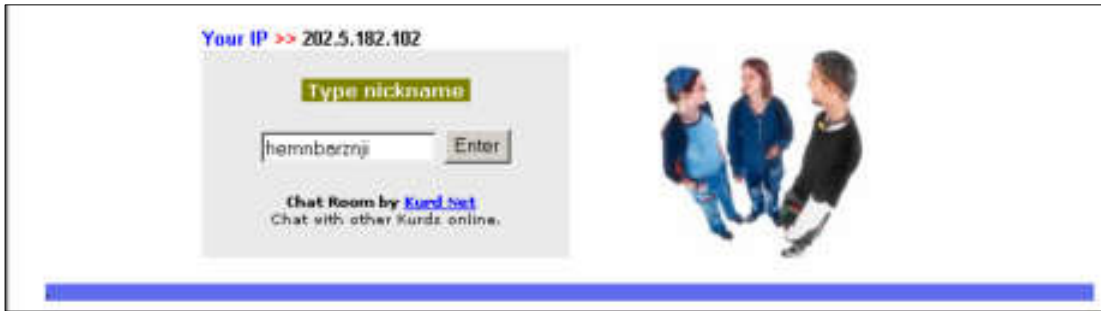 Your IP >> 202.5.182.102
Type nickname
hemnbarznji Enter
Chat Room by Kurd Net
Chat with other Kurds online.